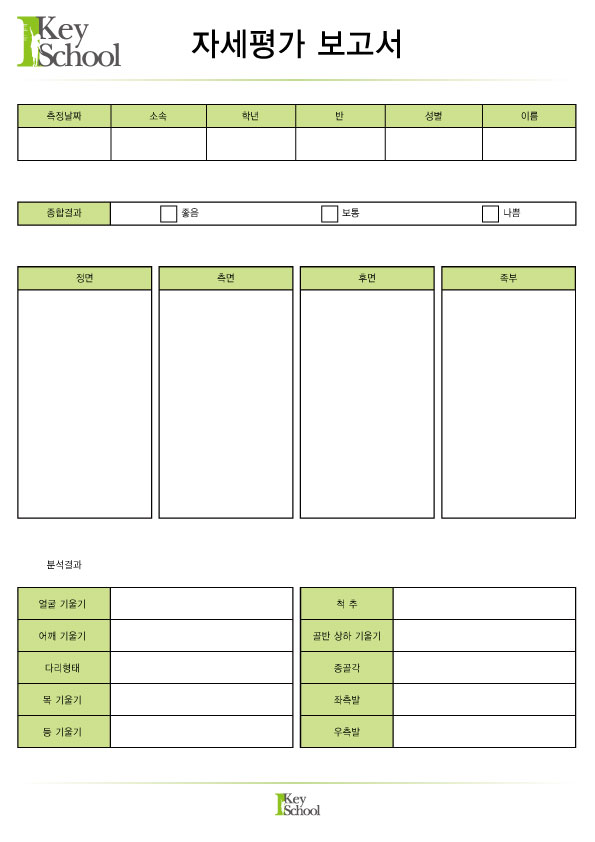 Key
School
자세평가 보고서
측정날짜 소속 학년 반 성별 이름
종합결과 좋음 보통 나쁨
정면 측면 후면 족부
분석결과
얼굴 기울기 척 추
어깨 기울기 골반 상하 기울기
다리형태 종골각
목 기울기 좌측발
등 기울기 우측발
Key
School